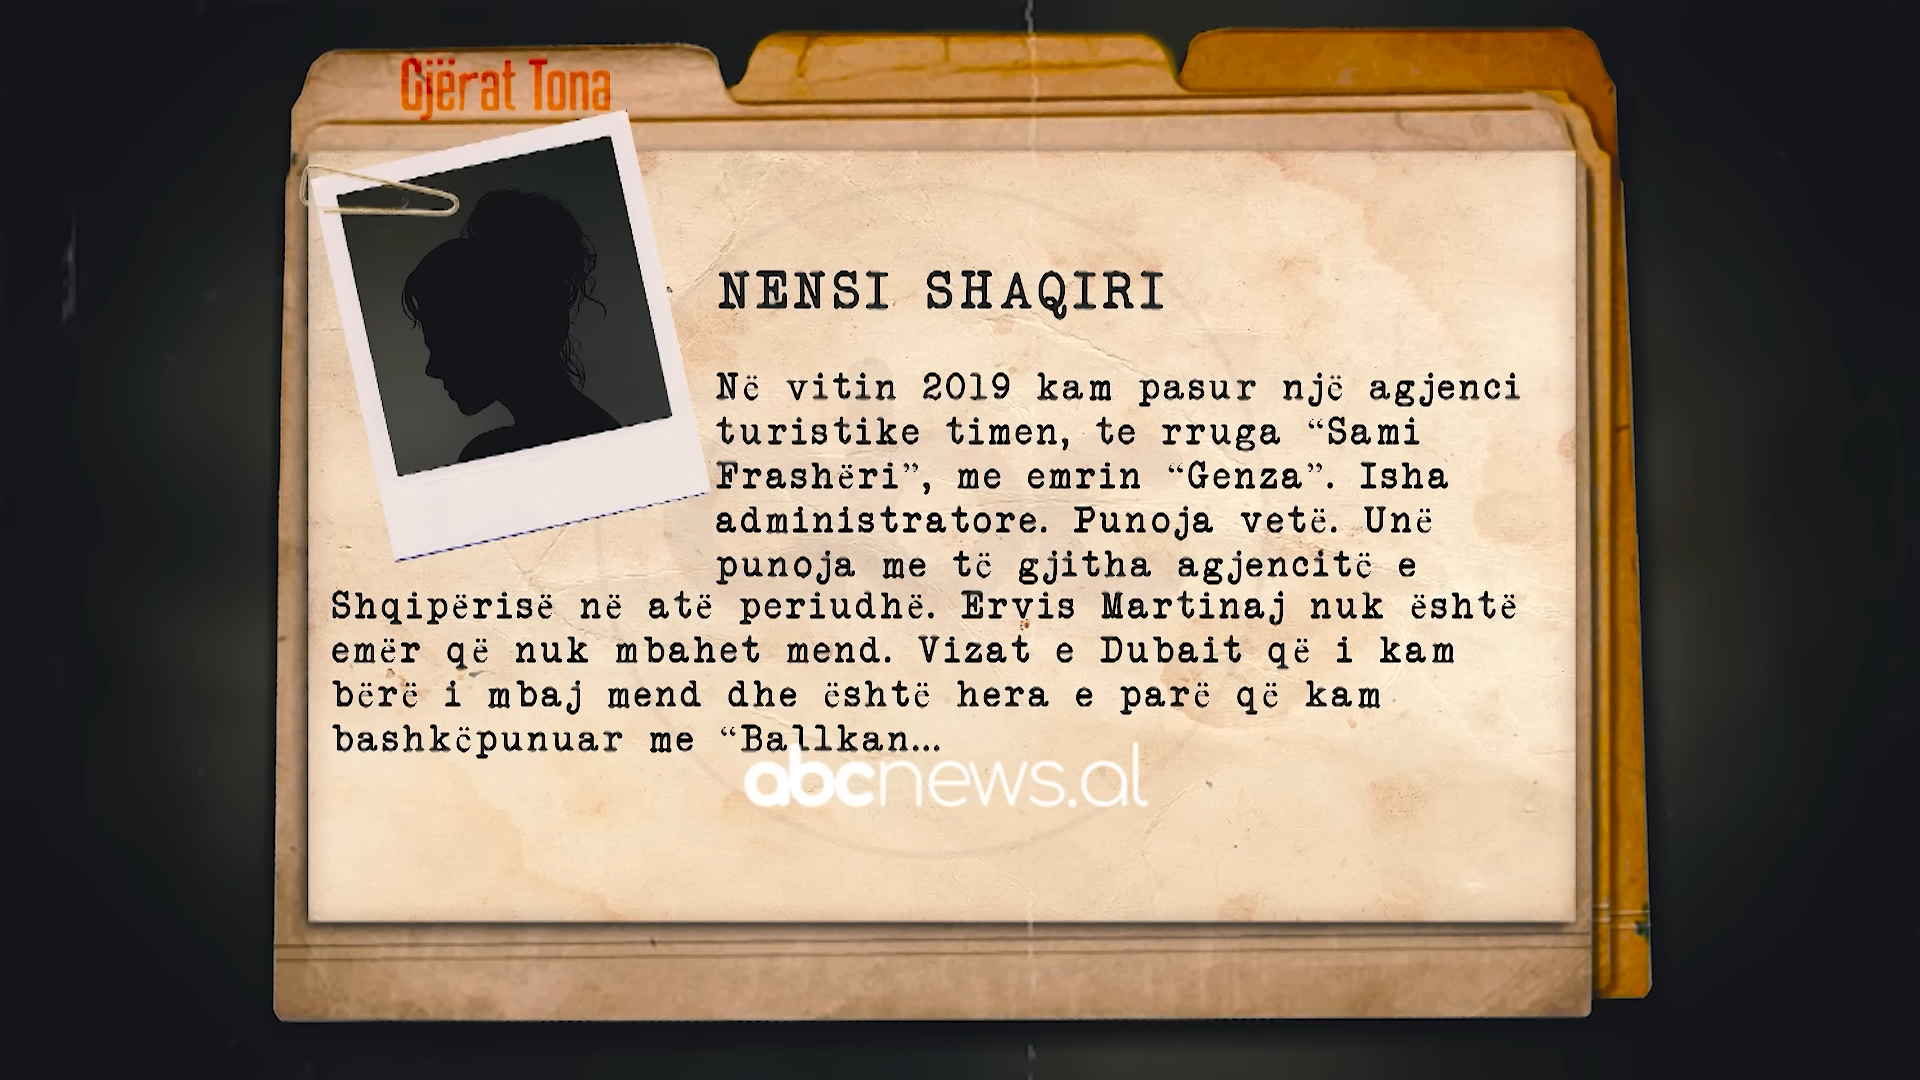 Gjërat Tona
NENSI SHAQIRI
Në vitin 2019 kam pasur një agjenci
turistike timen, te rruga “Sami
Frashëri”, me emrin “Genza”. Isha
administratore. Punoja vetë. Unë
punoja me të gjitha agjencitë e
Shqipërisë në atë periudhë. Ervis Martinaj nuk është
emër që nuk mbahet mend. Vizat e Dubait që i kam
bërë i mbaj mend dhe është hera e parë që kam
bashkëpunuar me “Ballkan…
abcnews.al